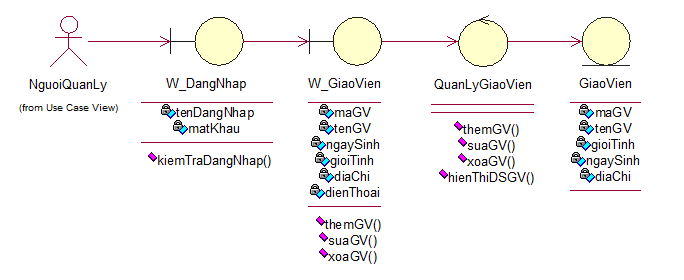 NguoiQuanLy
(from Use Case View)
W_DangNhap
tenDangNhap
matKhau
kiemTraDangNhap()
W_GiaoVien
maGV
tenGV
ngaySinh
gioiTinh
diaChi
dienThoai
themGV()
suaGV()
xoaGV()
QuanLyGiaoVien
themGV()
suaGV()
xoaGV()
hienThiDSGV()
GiaoVien
maGV
tenGV
gioiTinh
ngaySinh
diaChi